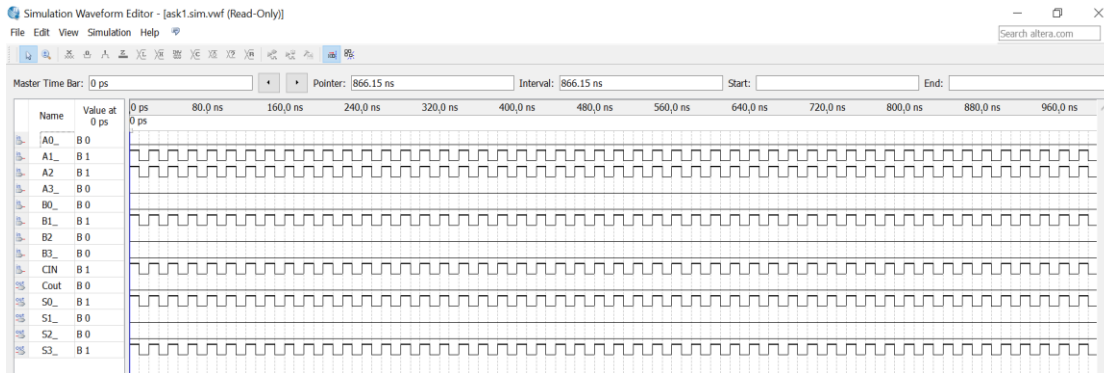 Simulation Waveform Editor - [ask1.sim.vwf (Read-Only)]
File Edit View Simulation Help
Search altera.com
Master Time Bar: 0 ps Pointer: 866.15 ns Interval: 866.15 ns Start: End:
Name Value at 0 ps
0 ps 80.0 ns 160.0 ns 240.0 ns 320.0 ns 400.0 ns 480.0 ns 560.0 ns 640.0 ns 720.0 ns 800.0 ns 880.0 ns 960.0 ns
0 ps
A0_ B 0
A1_ B 1
A2 B 1
A3_ B 0
B0_ B 0
B1_ B 1
B2 B 0
B3_ B 0
CIN B 1
Cout B 0
S0_ B 1
S1_ B 0
S2_ B 0
S3_ B 1